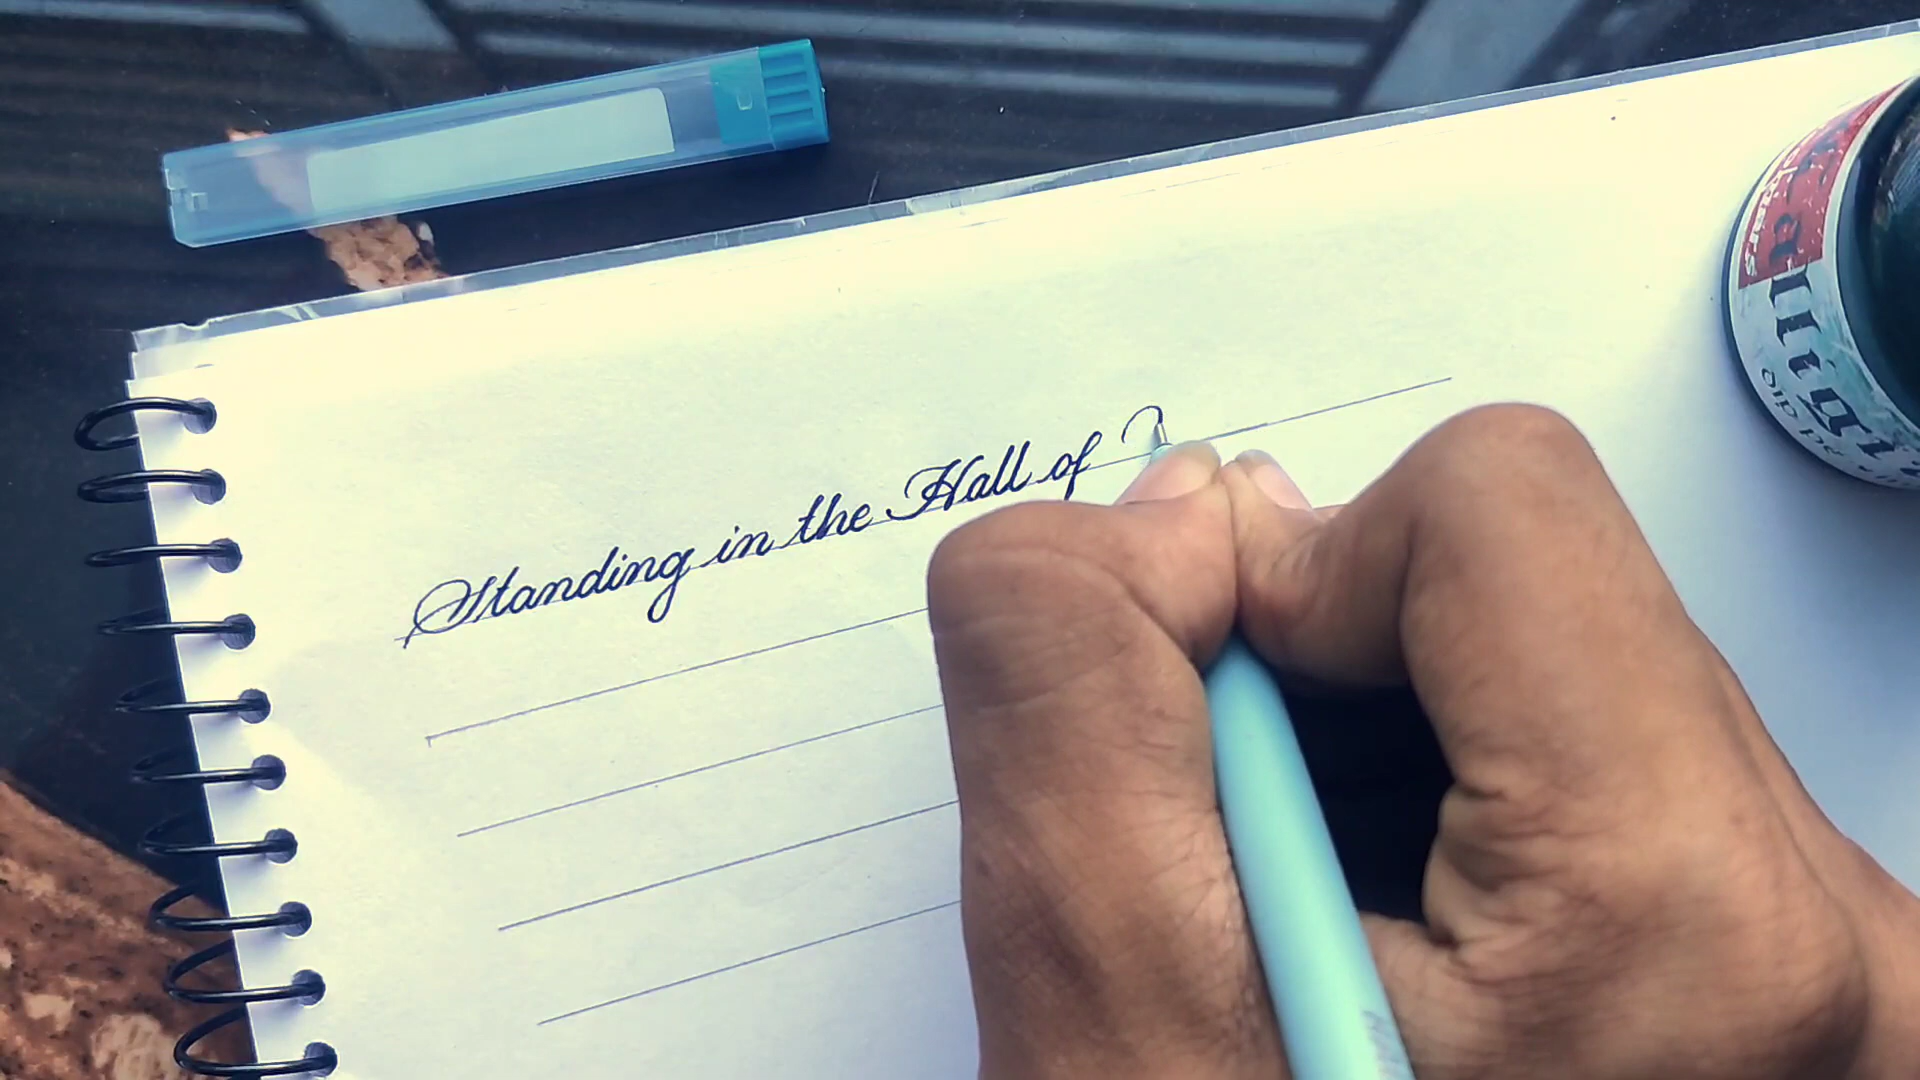 Standing in the Hall of